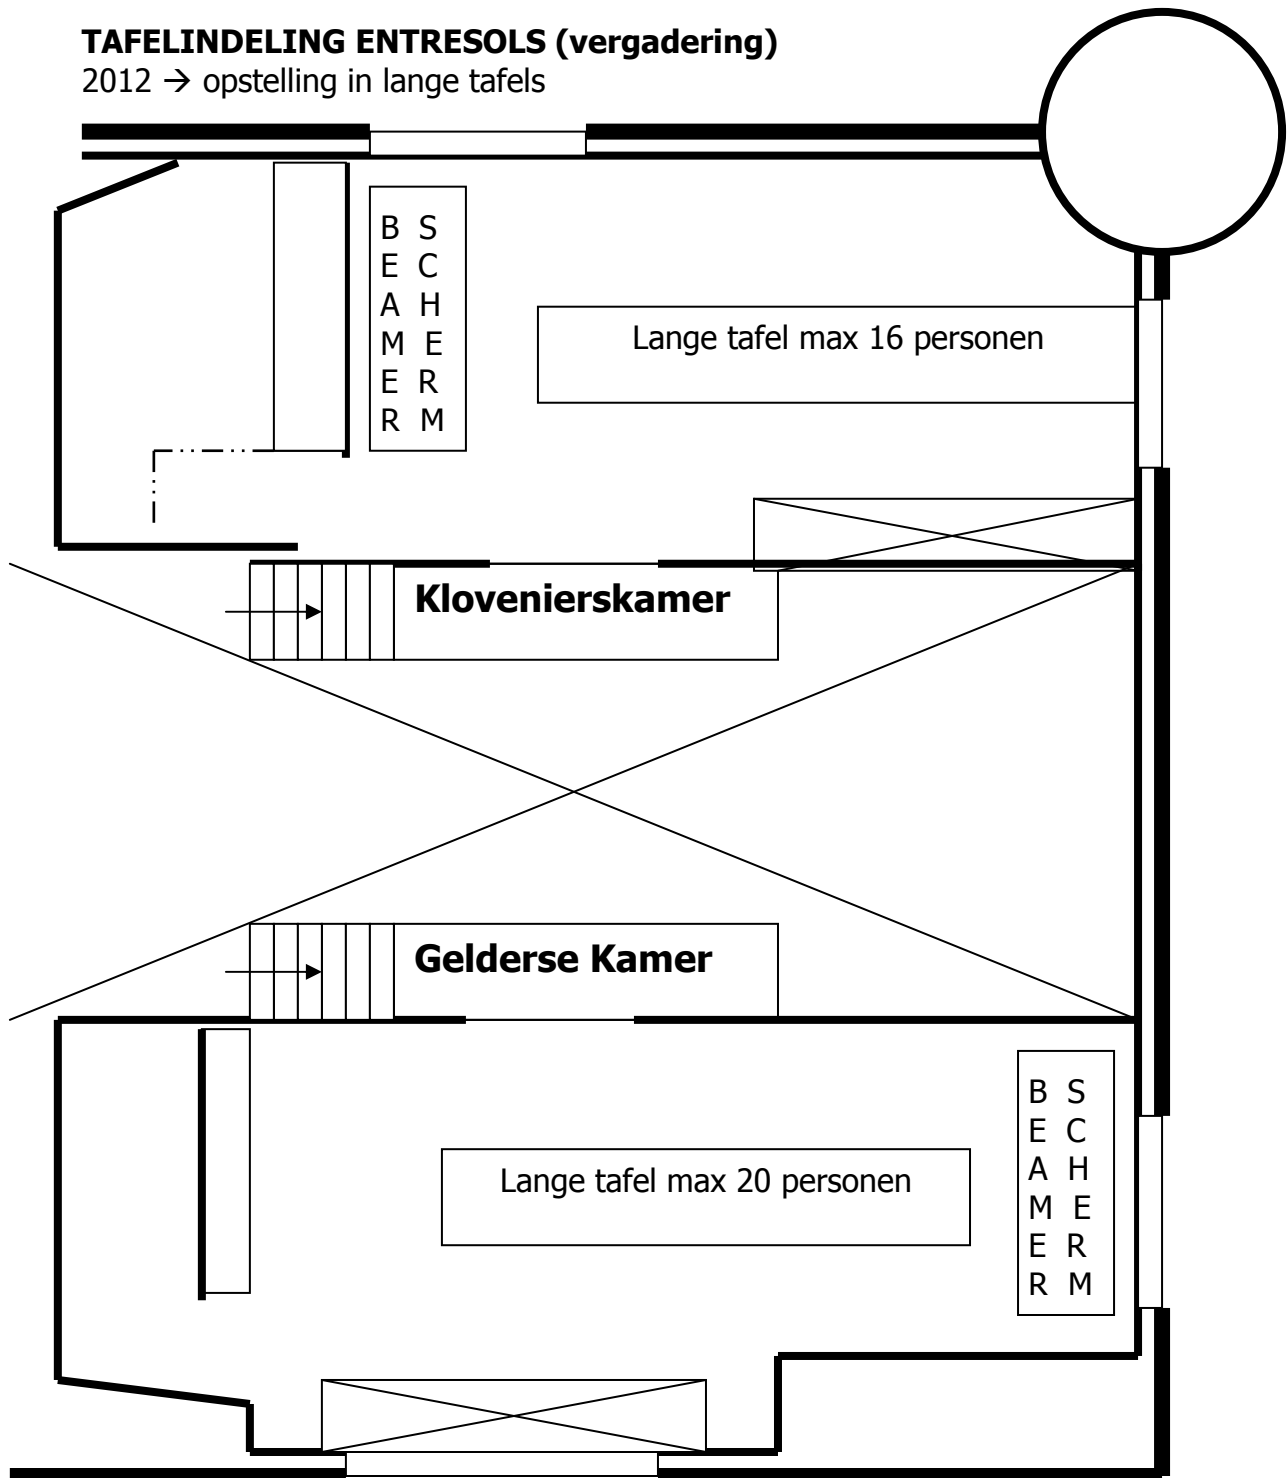 TAFELINDELING ENTRESOLS (vergadering)
2012 → opstelling in lange tafels
B S
E C
A H
M E
E R
R M
Lange tafel max 16 personen
Klovenierskamer
Gelderse Kamer
B S
E C
A H
M E
E R
R M
Lange tafel max 20 personen